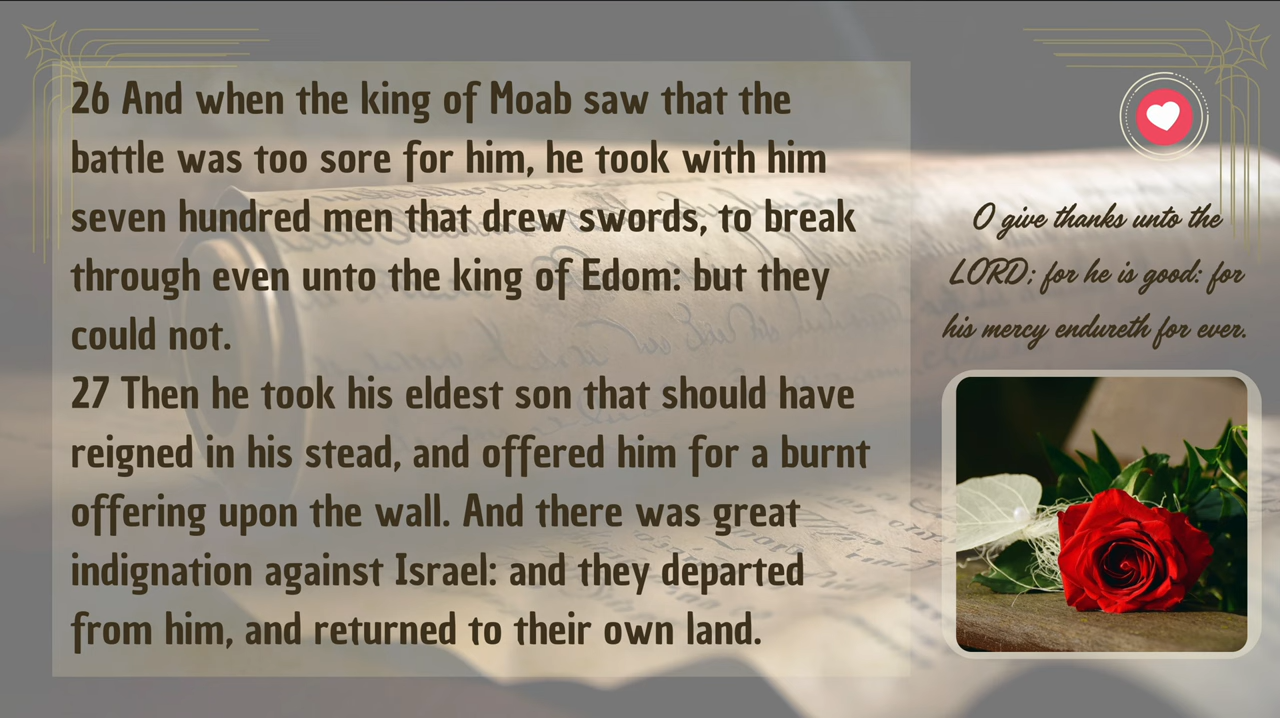 26 And when the king of Moab saw that the
battle was too sore for him, he took with him
seven hundred men that drew swords, to break
through even unto the king of Edom: but they
could not.
27 Then he took his eldest son that should have
reigned in his stead, and offered him for a burnt
offering upon the wall. And there was great
indignation against Israel: and they departed
from him, and returned to their own land.
O give thanks unto the
LORD; for he is good: for
his mercy endureth for ever.